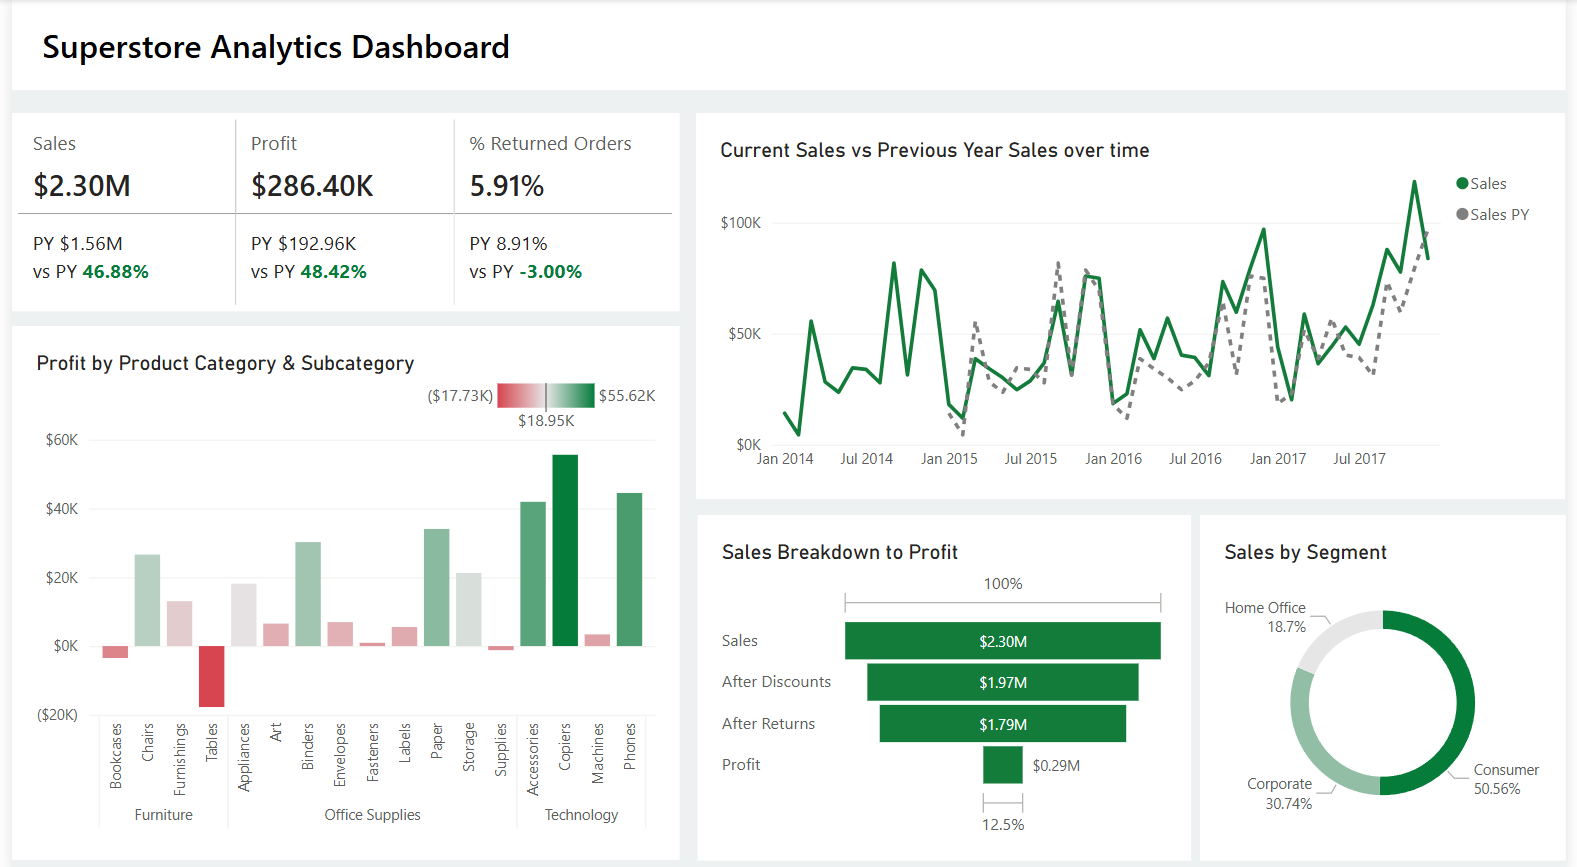 Superstore Analytics Dashboard
Sales
$2.30M
PY $1.56M
vs PY 46.88%
Profit
$286.40K
PY $192.96K
vs PY 48.42%
% Returned Orders
5.91%
PY 8.91%
vs PY -3.00%
Current Sales vs Previous Year Sales over time
Sales
Sales PY
$100K
$50K
$0K
Jan 2014
Jul 2014
Jan 2015
Jul 2015
Jan 2016
Jul 2016
Jan 2017
Jul 2017
Profit by Product Category & Subcategory
($17.73K)
$55.62K
$18.95K
$60K
$40K
$20K
$0K
($20K)
Bookcases
Chairs
Furnishings
Tables
Appliances
Art
Binders
Envelopes
Fasteners
Labels
Paper
Storage
Supplies
Accessories
Copiers
Machines
Phones
Furniture
Office Supplies
Technology
Sales Breakdown to Profit
100%
Sales
$2.30M
After Discounts
$1.97M
After Returns
$1.79M
Profit
$0.29M
12.5%
Sales by Segment
Home Office
18.7%
Corporate
30.74%
Consumer
50.56%